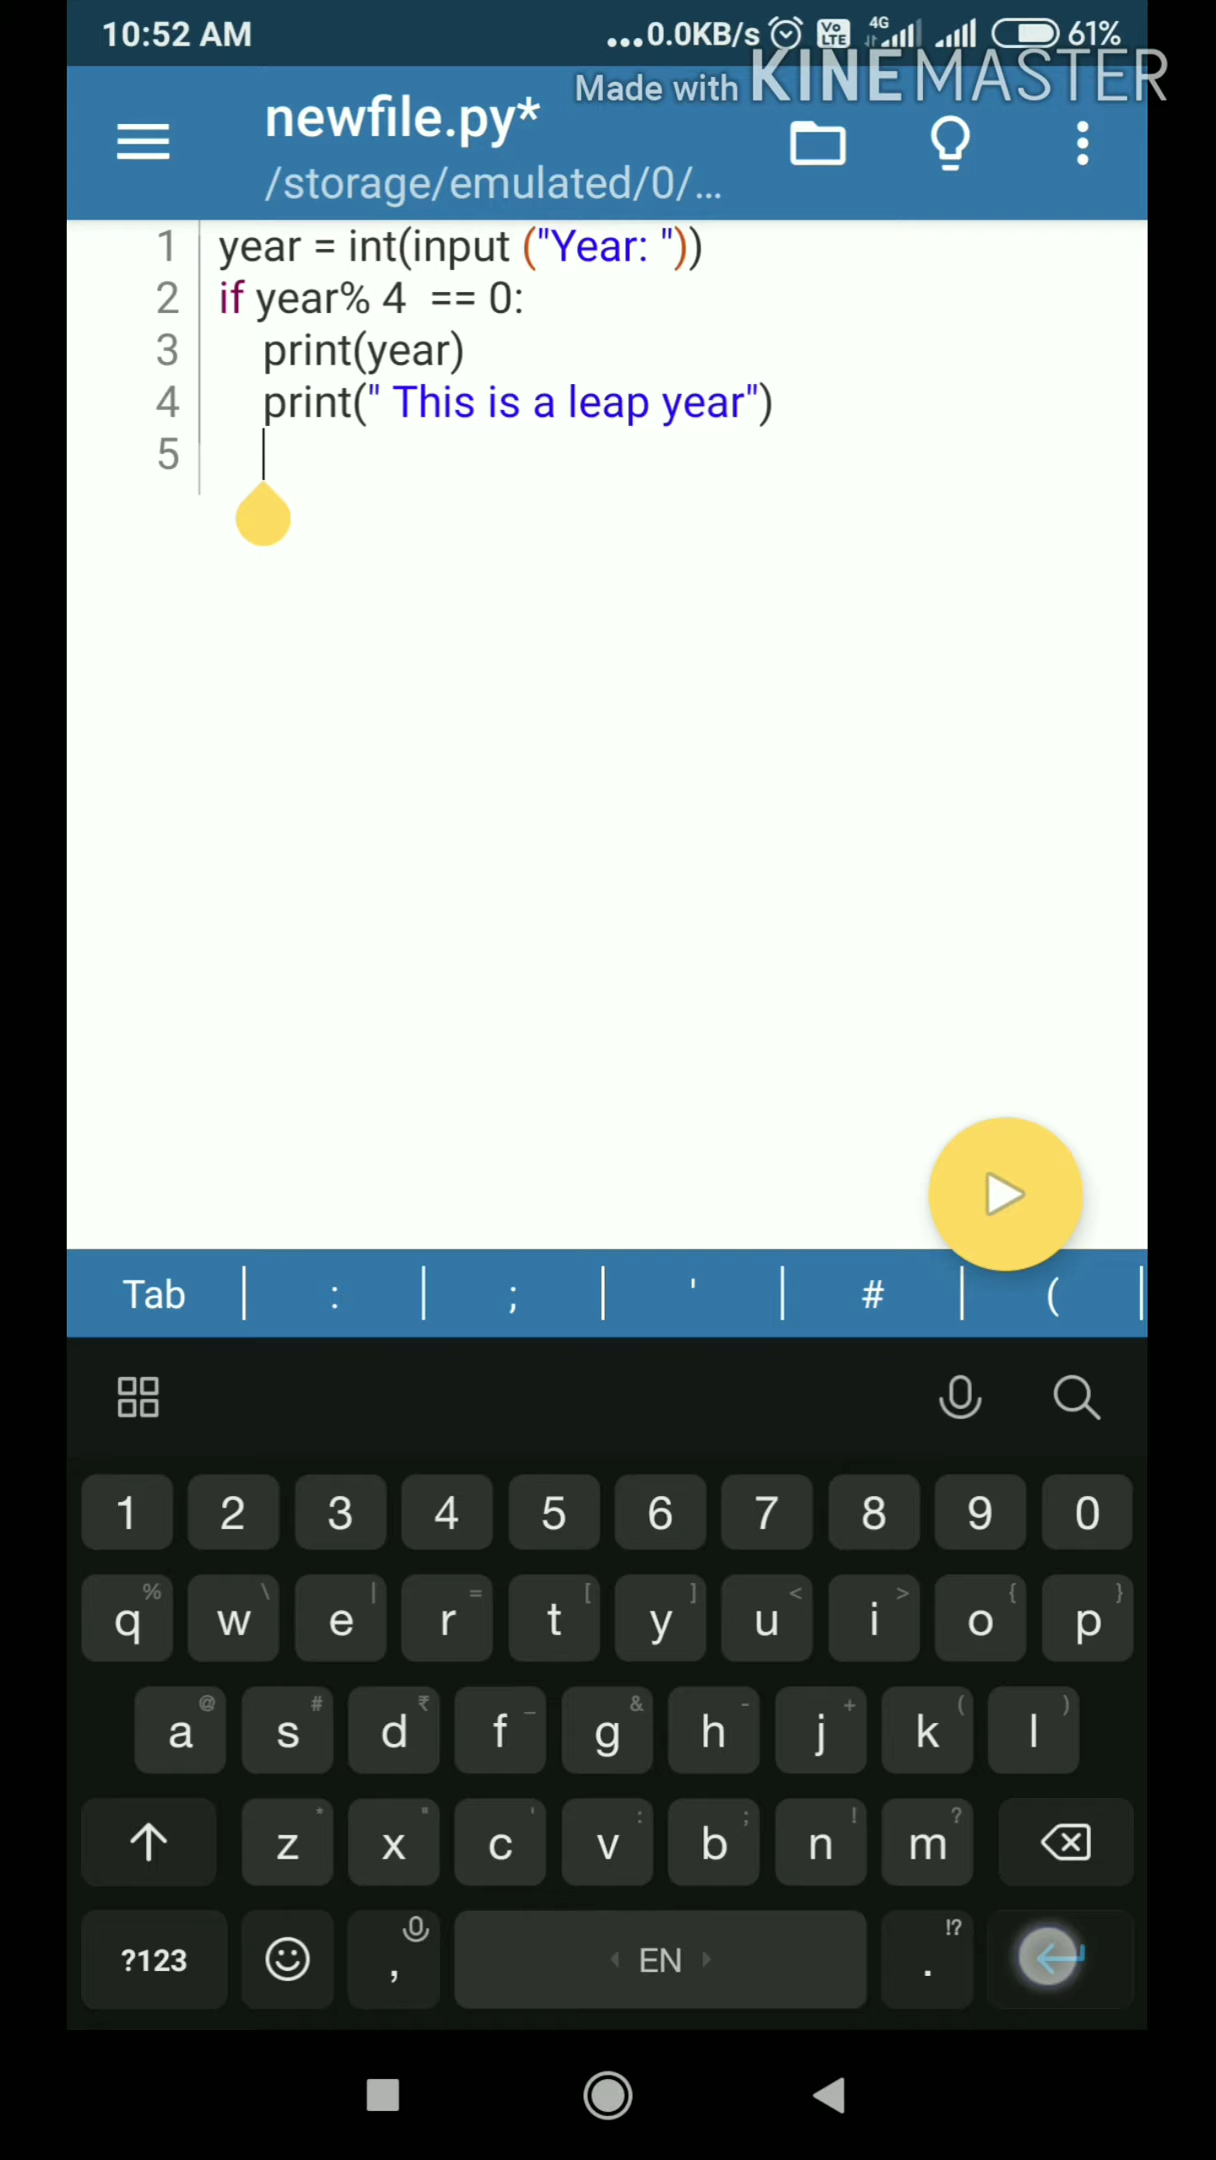 10:52 AM
...0.0KB/s Vo LTE 4G 61%
Made with KINEMASTER
newfile.py*
/storage/emulated/0/...
1 year = int(input ("Year: "))
2 if year% 4  == 0:
3     print(year)
4     print(" This is a leap year")
5
Tab | : | ; | ' | # | ( |
1 2 3 4 5 6 7 8 9 0
% \ | = [ ] < > { }
q w e r t y u i o p
@ # ₹ _ & - + ( )
a s d f g h j k l
* " ' : ; ! ?
z x c v b n m
!?
?123 , EN .